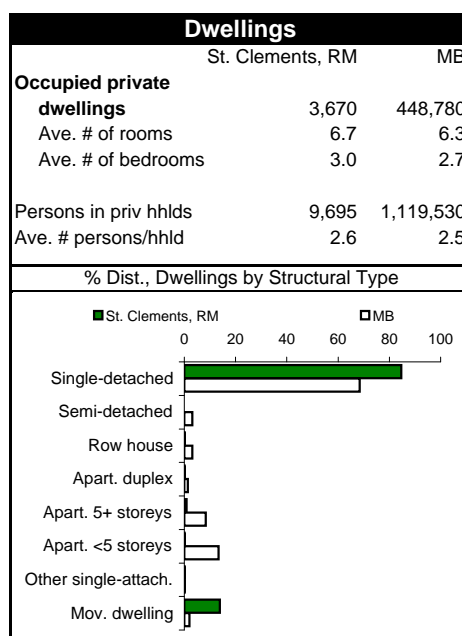 Dwellings
St. Clements, RM MB
Occupied private
dwellings 3,670 448,780
Ave. # of rooms 6.7 6.3
Ave. # of bedrooms 3.0 2.7
Persons in priv hhlds 9,695 1,119,530
Ave. # persons/hhld 2.6 2.5
% Dist., Dwellings by Structural Type
St. Clements, RM MB
0 20 40 60 80 100
Single-detached
Semi-detached
Row house
Apart. duplex
Apart. 5+ storeys
Apart. <5 storeys
Other single-attach.
Mov. dwelling